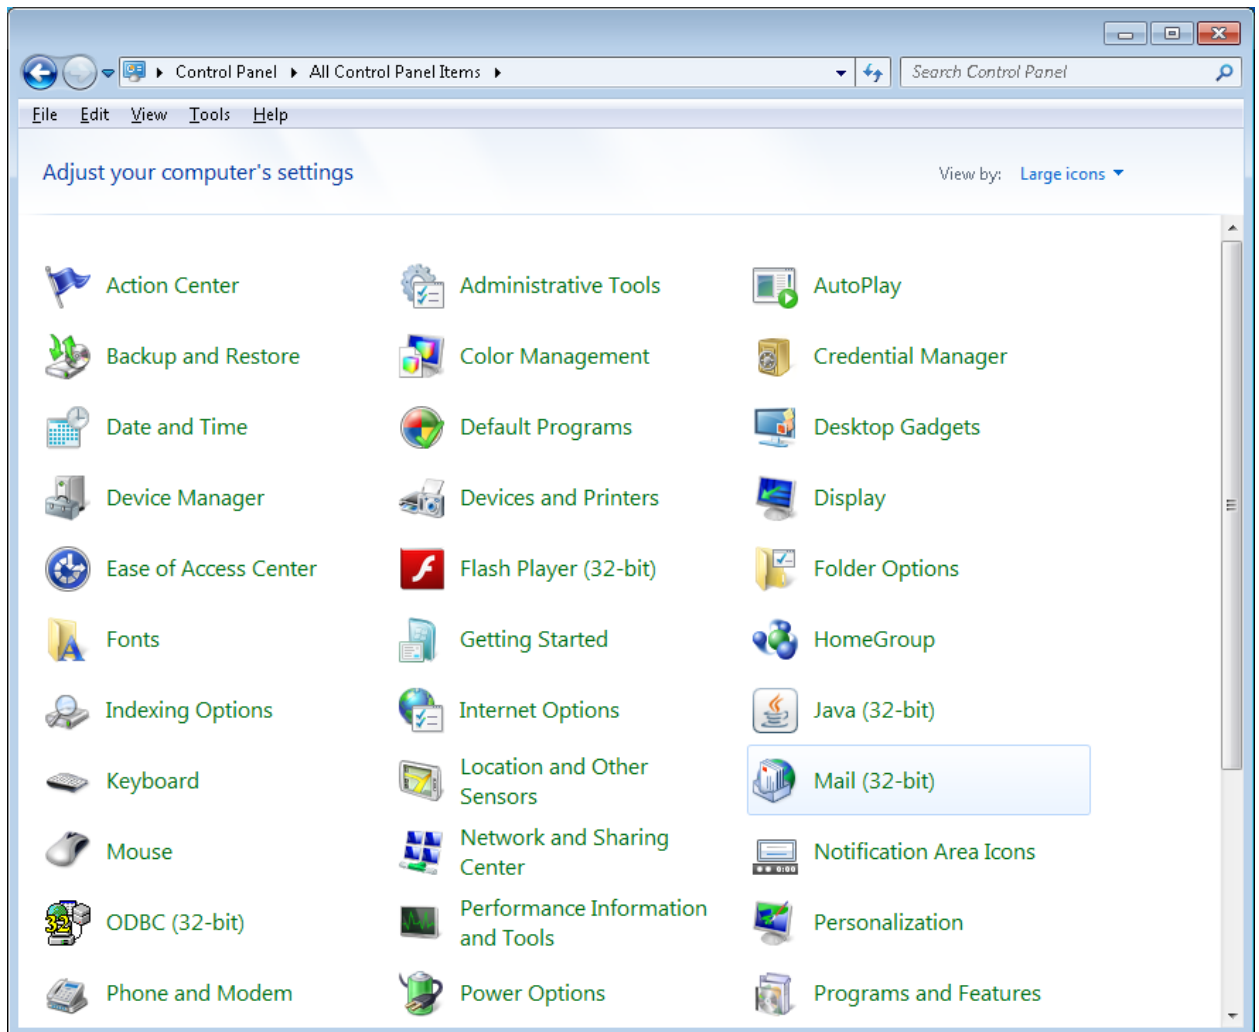 Control Panel All Control Panel Items Search Control Panel
File Edit View Tools Help
Adjust your computer's settings View by: Large icons
Action Center Administrative Tools AutoPlay
Backup and Restore Color Management Credential Manager
Date and Time Default Programs Desktop Gadgets
Device Manager Devices and Printers Display
Ease of Access Center Flash Player (32-bit) Folder Options
Fonts Getting Started HomeGroup
Indexing Options Internet Options Java (32-bit)
Keyboard Location and Other Sensors Mail (32-bit)
Mouse Network and Sharing Center Notification Area Icons
ODBC (32-bit) Performance Information and Tools Personalization
Phone and Modem Power Options Programs and Features